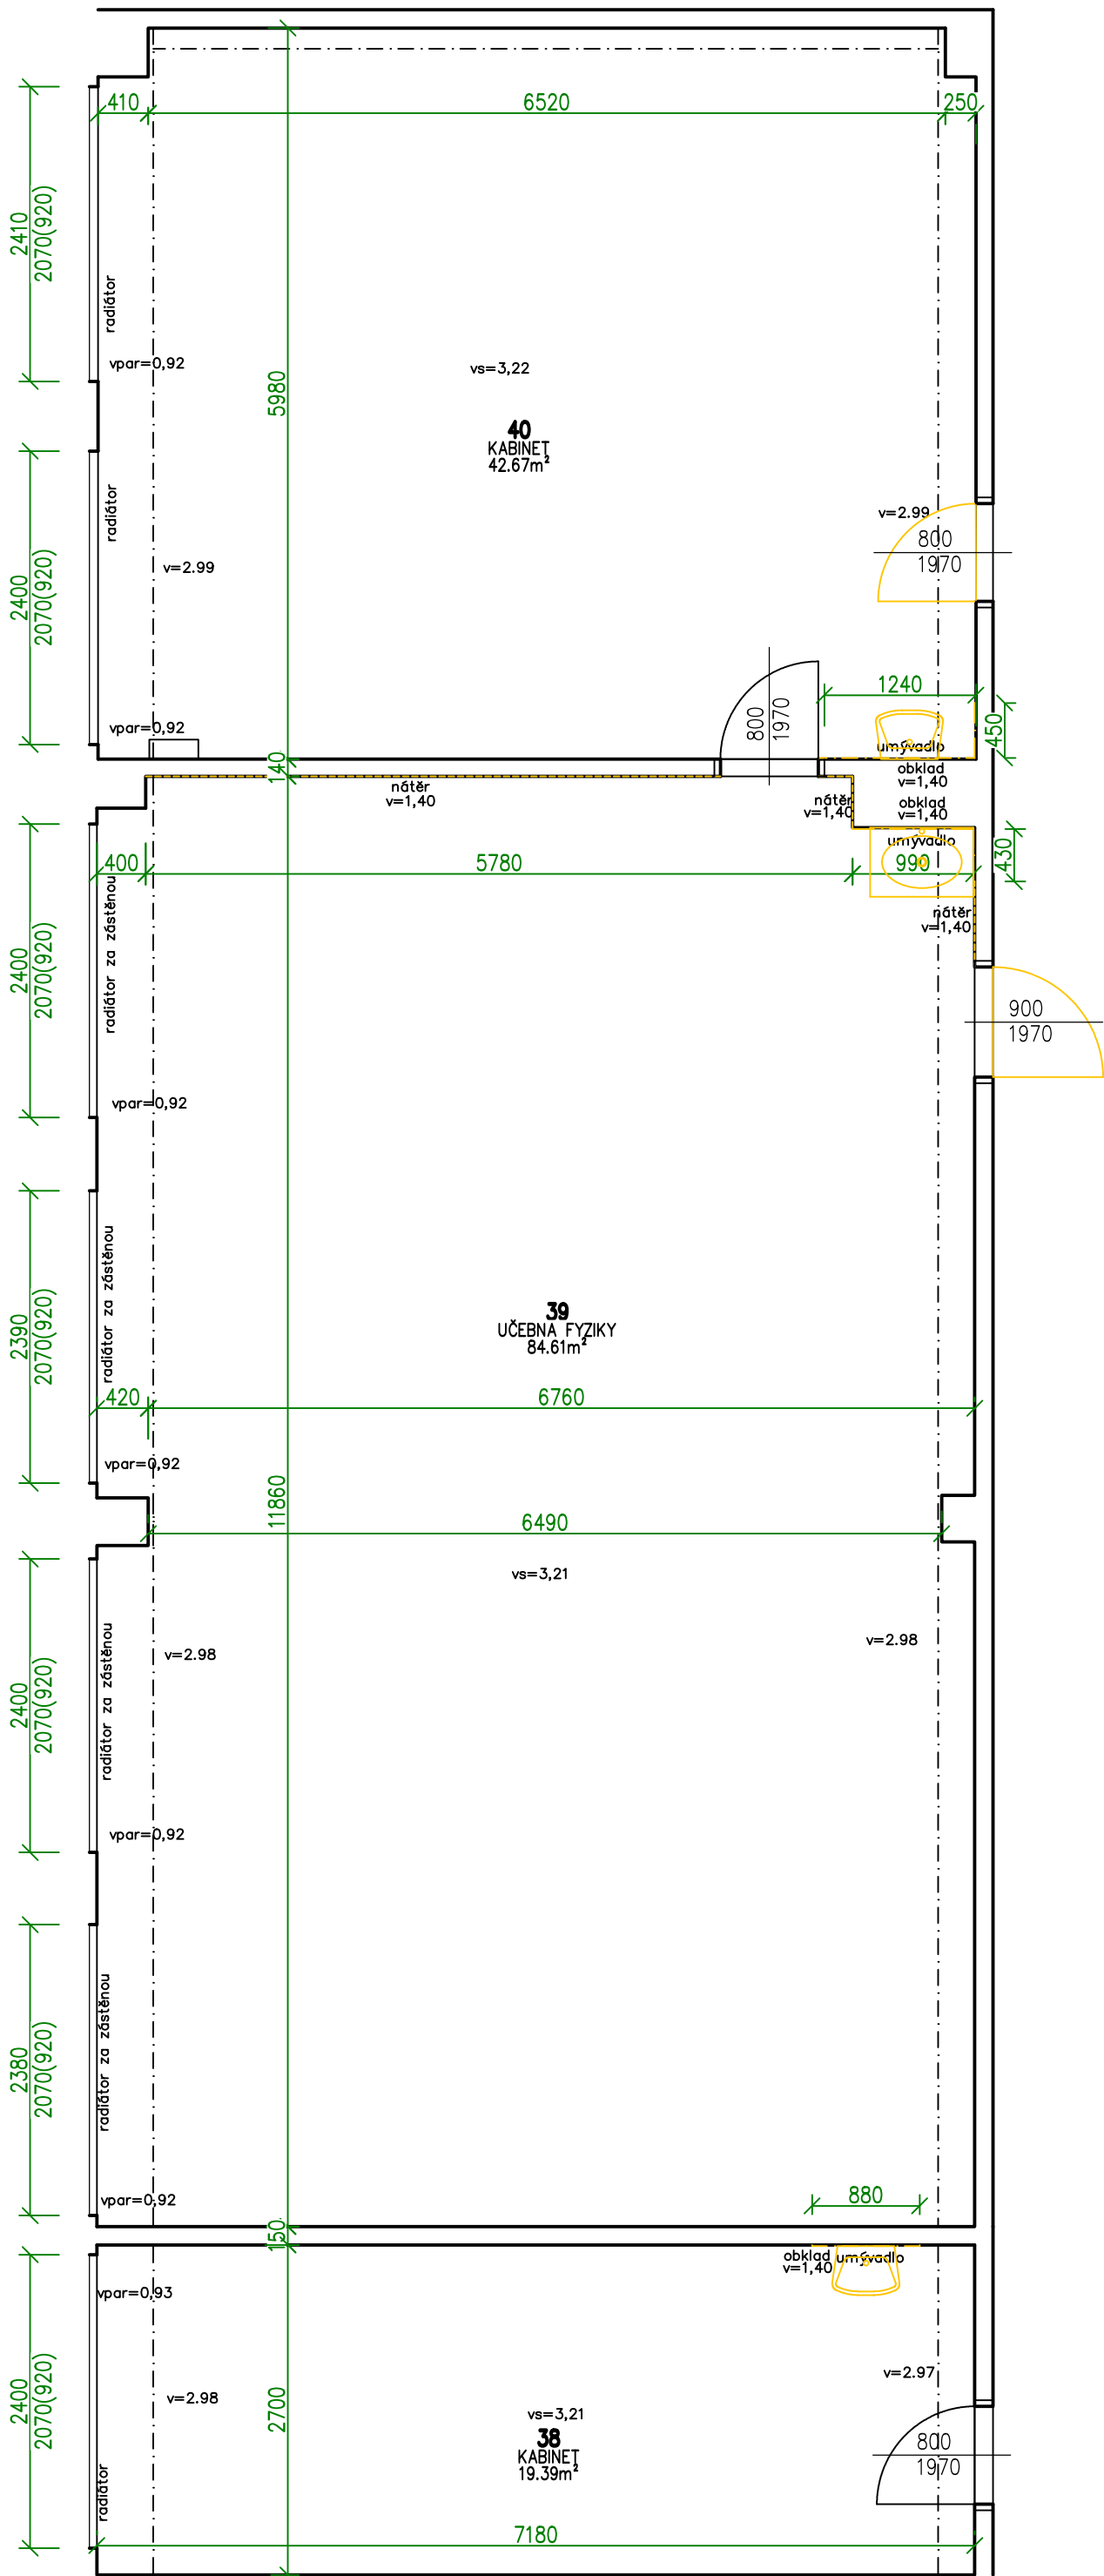 410
6520
250
2410
2070(920)
radiátor
vpar=0,92
vs=3,22
5980
40
KABINET
42.67m²
2400
2070(920)
radiátor
v=2.99
v=2.99
800
1970
1240
450
800
1970
vpar=0,92
umývadlo
140
obklad
v=1,40
nátěr
v=1,40
nátěr
v=1,40
obklad
v=1,40
umývadlo
430
400
5780
990
nátěr
v=1,40
2400
2070(920)
radiátor za zástěnou
900
1970
vpar=0,92
2390
2070(920)
radiátor za zástěnou
39
UČEBNA FYZIKY
84.61m²
420
6760
vpar=0,92
11860
6490
vs=3,21
2400
2070(920)
radiátor za zástěnou
v=2.98
v=2.98
vpar=0,92
2380
2070(920)
radiátor za zástěnou
vpar=0,92
880
150
obklad
v=1,40
umývadlo
vpar=0,93
2400
2070(920)
v=2.98
v=2.97
2700
vs=3,21
38
KABINET
19.39m²
800
1970
radiátor
7180